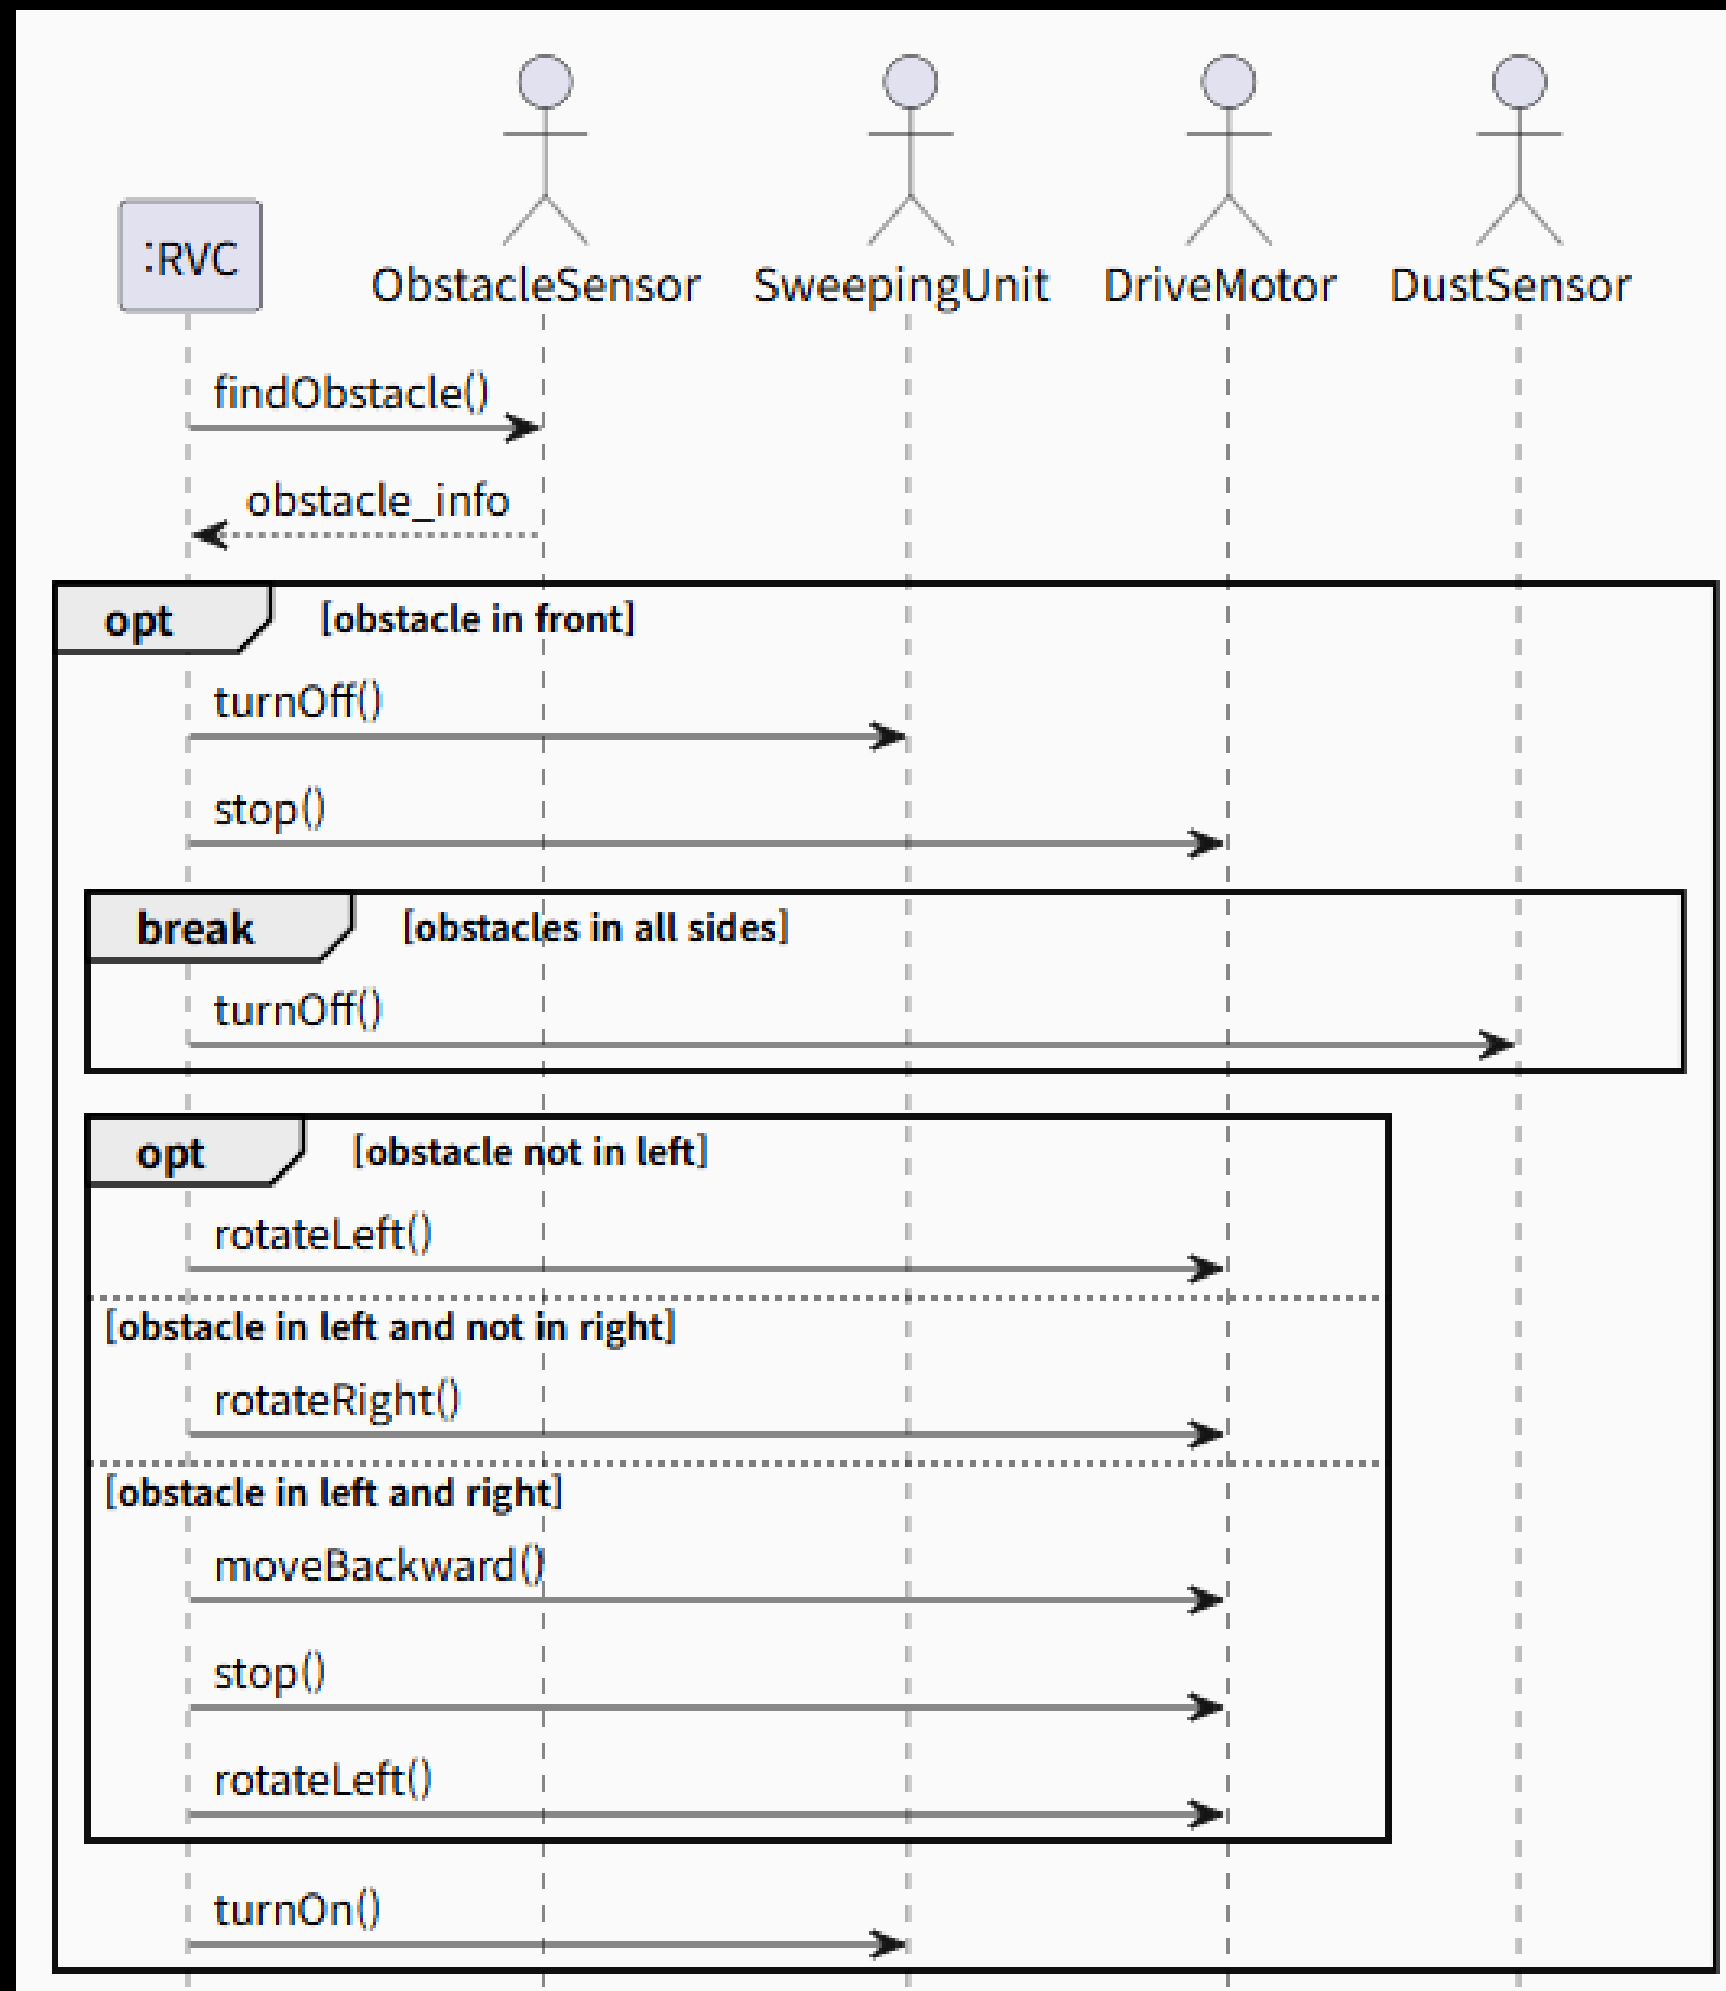 :RVC
ObstacleSensor
SweepingUnit
DriveMotor
DustSensor
findObstacle()
obstacle_info
opt
[obstacle in front]
turnOff()
stop()
break
[obstacles in all sides]
turnOff()
opt
[obstacle not in left]
rotateLeft()
[obstacle in left and not in right]
rotateRight()
[obstacle in left and right]
moveBackward()
stop()
rotateLeft()
turnOn()